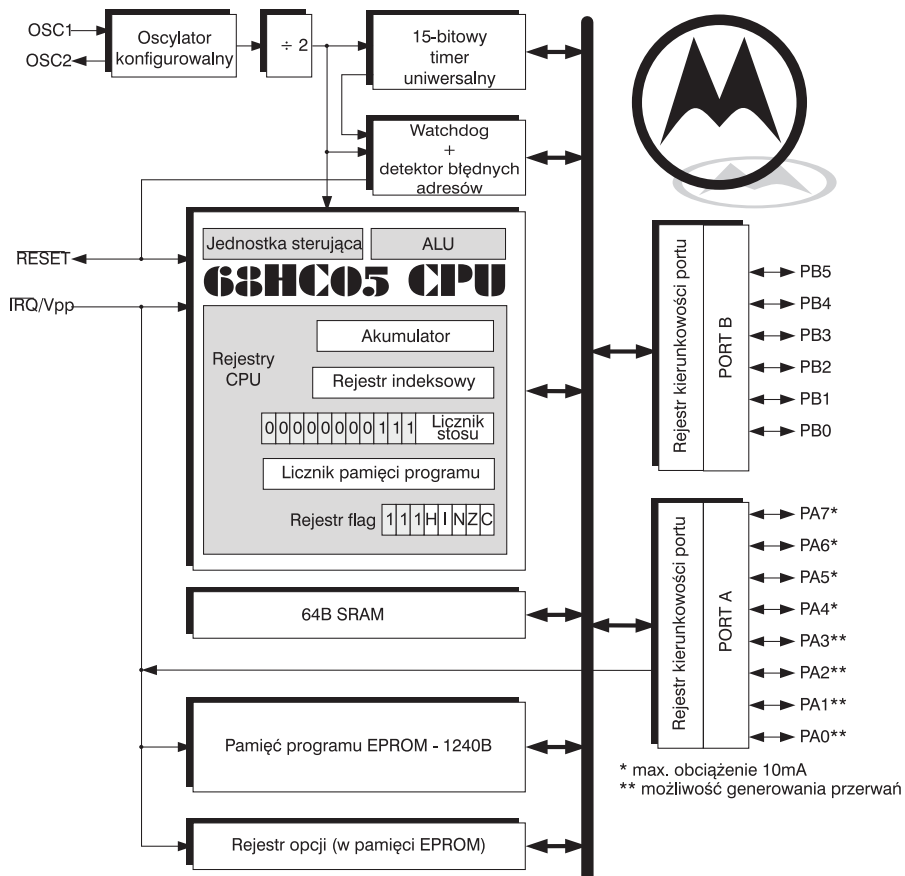 OSC1
OSC2
Oscylator
konfigurowalny
÷ 2
15-bitowy
timer
uniwersalny
Watchdog
+
detektor błędnych
adresów
RESET
IRQ/Vpp
Jednostka sterująca
ALU
68HC05 CPU
Rejestry
CPU
Akumulator
Rejestr indeksowy
0 0 0 0 0 0 0 0 1 1 1 Licznik
stosu
Licznik pamięci programu
Rejestr flag 1 1 1 H I N Z C
64B SRAM
Pamięć programu EPROM - 1240B
Rejestr opcji (w pamięci EPROM)
Rejestr kierunkowości portu
PORT B
PB5
PB4
PB3
PB2
PB1
PB0
Rejestr kierunkowości portu
PORT A
PA7*
PA6*
PA5*
PA4*
PA3**
PA2**
PA1**
PA0**
* max. obciążenie 10mA
** możliwość generowania przerwań